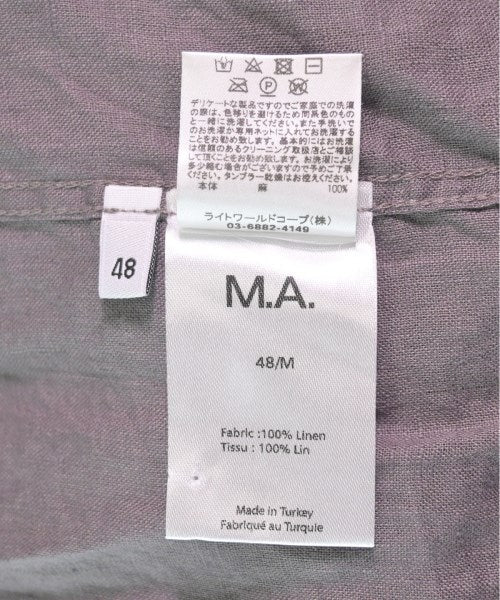 デリケートな製品ですのでご家庭での洗濯
の際は、色移りを避けるため同系色のもの
と一緒に洗濯してください。また手洗いで
のお洗濯か専用ネットに入れてお洗濯する
ことをお勧め致します。基本的にはお洗濯
は信頼のあるクリーニング取扱店とご相談
して頂くことをお勧め致します。お洗濯により
多少縮む場合がございますので予めご了承
ください。タンブラー乾燥はお控えください。
本体 麻 100%
ライトワールドコープ(株)
03-6882-4149
48
M.A.
48/M
Fabric :100% Linen
Tissu : 100% Lin
Made in Turkey
Fabriqué au Turquie